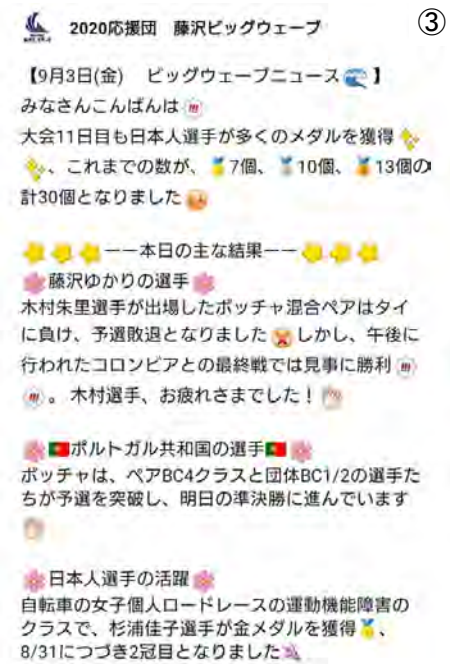 2020応援団 藤沢ビッグウェーブ
③
【9月3日(金) ビッグウェーブニュース🌊】
みなさんこんばんは
大会11日目も日本人選手が多くのメダルを獲得✨
✨、これまでの数が、🥇7個、🥈10個、🥉13個の
計30個となりました
ーー本日の主な結果ーー
🌸藤沢ゆかりの選手🌸
木村朱里選手が出場したボッチャ混合ペアはタイ
に負け、予選敗退となりました しかし、午後に
行われたコロンビアとの最終戦では見事に勝利
。木村選手、お疲れさまでした!
🌸🇵🇹ポルトガル共和国の選手🇵🇹🌸
ボッチャは、ペアBC4クラスと団体BC1/2の選手た
ちが予選を突破し、明日の準決勝に進んでいます
🌸日本人選手の活躍🌸
自転車の女子個人ロードレースの運動機能障害の
クラスで、杉浦佳子選手が金メダルを獲得🥇、
8/31につづき2冠目となりました